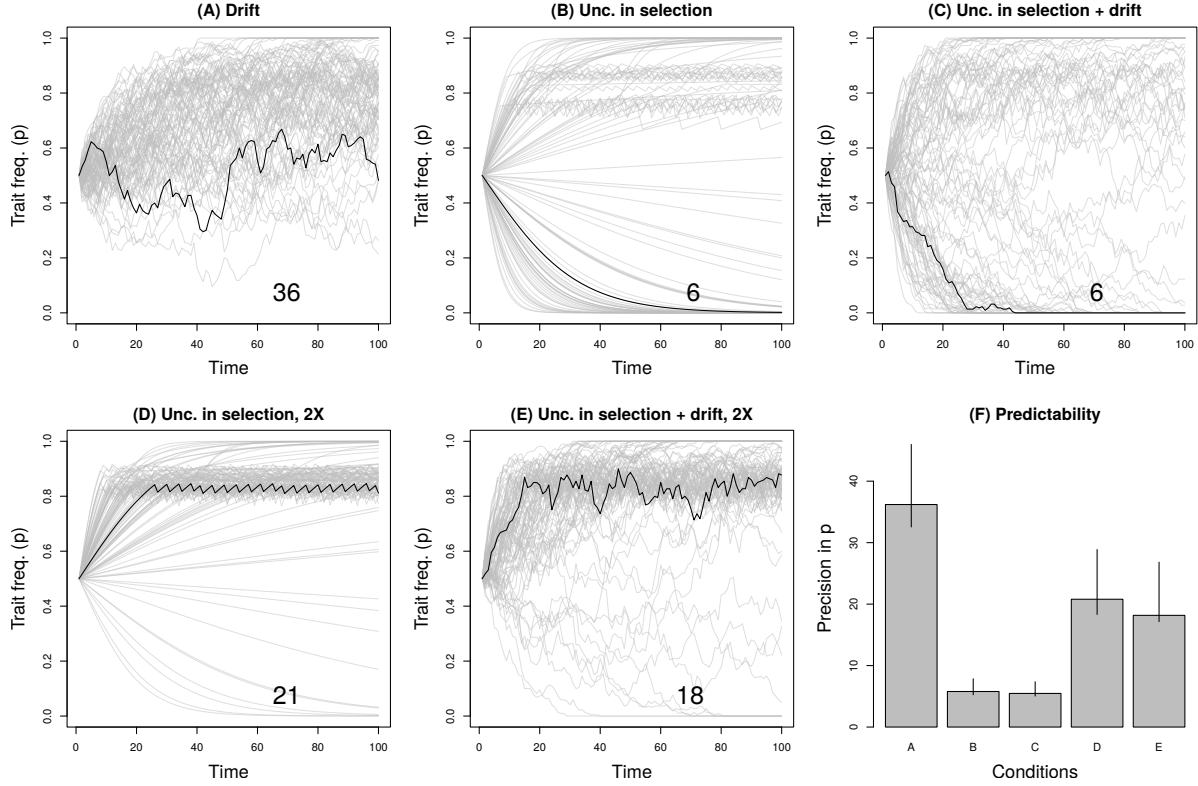 (A) Drift
Trait freq. (p)
0.0 0.2 0.4 0.6 0.8 1.0
36
0 20 40 60 80 100
Time
(B) Unc. in selection
Trait freq. (p)
0.0 0.2 0.4 0.6 0.8 1.0
6
0 20 40 60 80 100
Time
(C) Unc. in selection + drift
Trait freq. (p)
0.0 0.2 0.4 0.6 0.8 1.0
6
0 20 40 60 80 100
Time
(D) Unc. in selection, 2X
Trait freq. (p)
0.0 0.2 0.4 0.6 0.8 1.0
21
0 20 40 60 80 100
Time
(E) Unc. in selection + drift, 2X
Trait freq. (p)
0.0 0.2 0.4 0.6 0.8 1.0
18
0 20 40 60 80 100
Time
(F) Predictability
Precision in p
0 10 20 30 40
A B C D E
Conditions